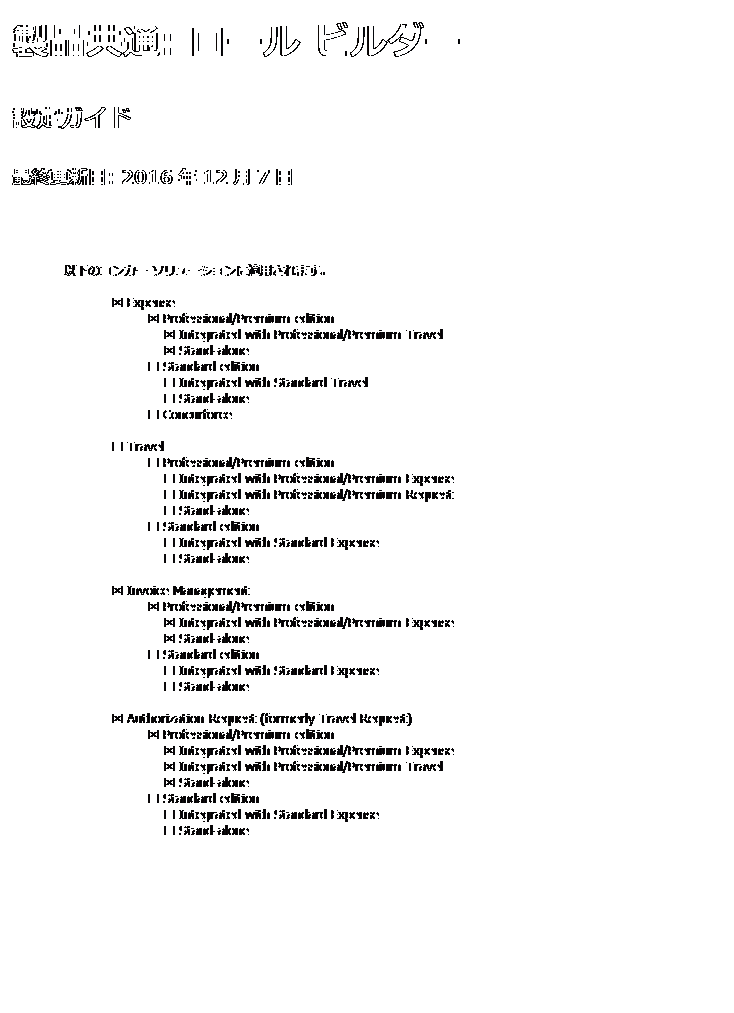 製品共通: ロール ビルダー
設定ガイド
最終更新日: 2016 年 12 月 7 日
以下のコンカー ソリューションに適用されます。
☒ Expense
☒ Professional/Premium edition
☒ Integrated with Professional/Premium Travel
☒ Stand-alone
☐ Standard edition
☐ Integrated with Standard Travel
☐ Stand-alone
☐ Concurforce
☐ Travel
☐ Professional/Premium edition
☐ Integrated with Professional/Premium Expense
☐ Integrated with Professional/Premium Request
☐ Stand-alone
☐ Standard edition
☐ Integrated with Standard Expense
☐ Stand-alone
☒ Invoice Management
☒ Professional/Premium edition
☒ Integrated with Professional/Premium Expense
☒ Stand-alone
☐ Standard edition
☐ Integrated with Standard Expense
☐ Stand-alone
☒ Authorization Request (formerly Travel Request)
☒ Professional/Premium edition
☒ Integrated with Professional/Premium Expense
☒ Integrated with Professional/Premium Travel
☒ Stand-alone
☐ Standard edition
☐ Integrated with Standard Expense
☐ Stand-alone